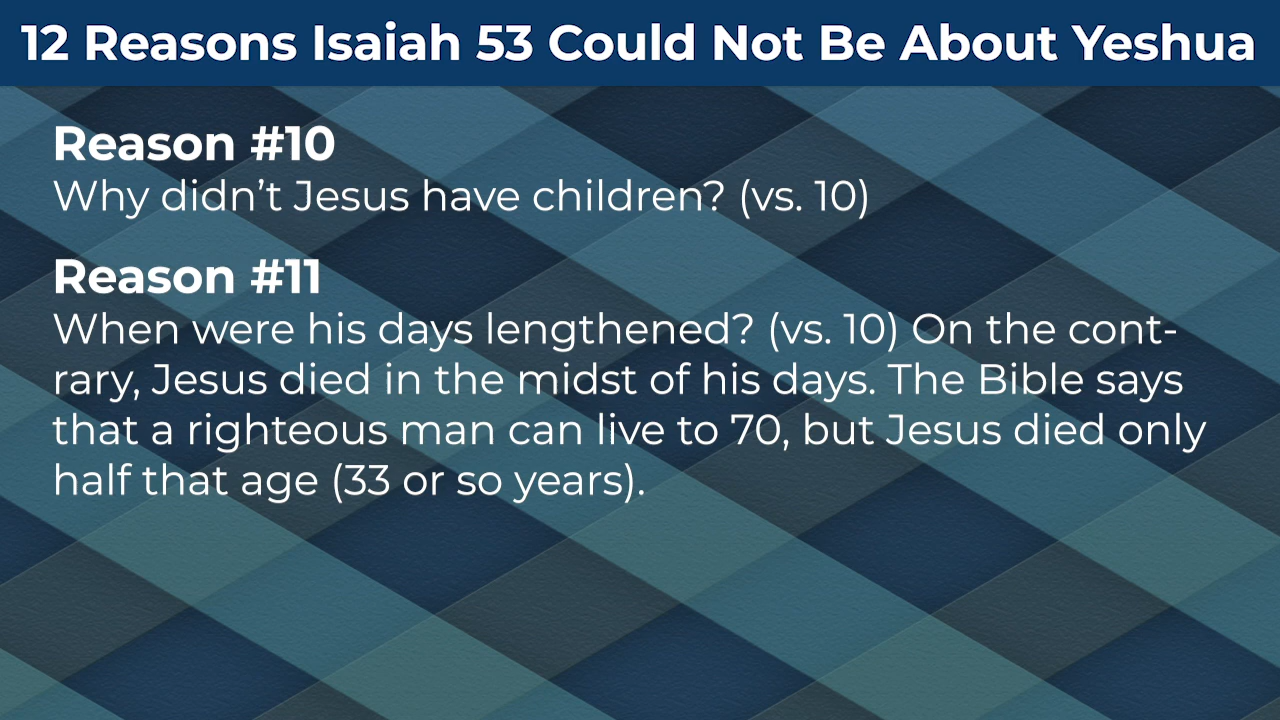 12 Reasons Isaiah 53 Could Not Be About Yeshua
Reason #10
Why didn’t Jesus have children? (vs. 10)
Reason #11
When were his days lengthened? (vs. 10) On the cont-
rary, Jesus died in the midst of his days. The Bible says
that a righteous man can live to 70, but Jesus died only
half that age (33 or so years).